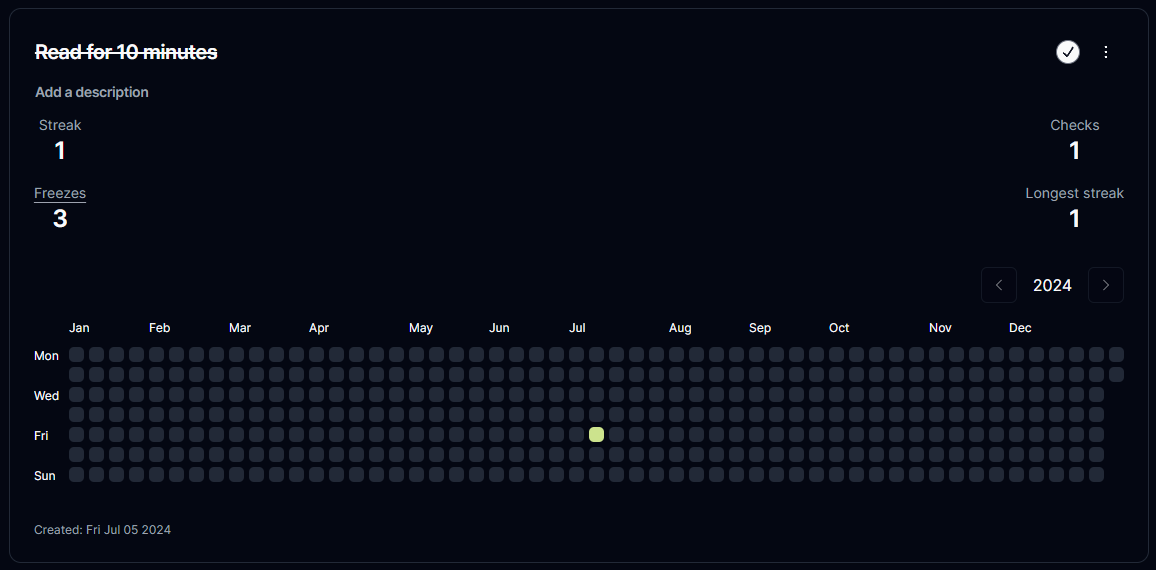 Read for 10 minutes
Add a description
Streak
1
Checks
1
Freezes
3
Longest streak
1
2024
Jan Feb Mar Apr May Jun Jul Aug Sep Oct Nov Dec
Mon
Wed
Fri
Sun
Created: Fri Jul 05 2024